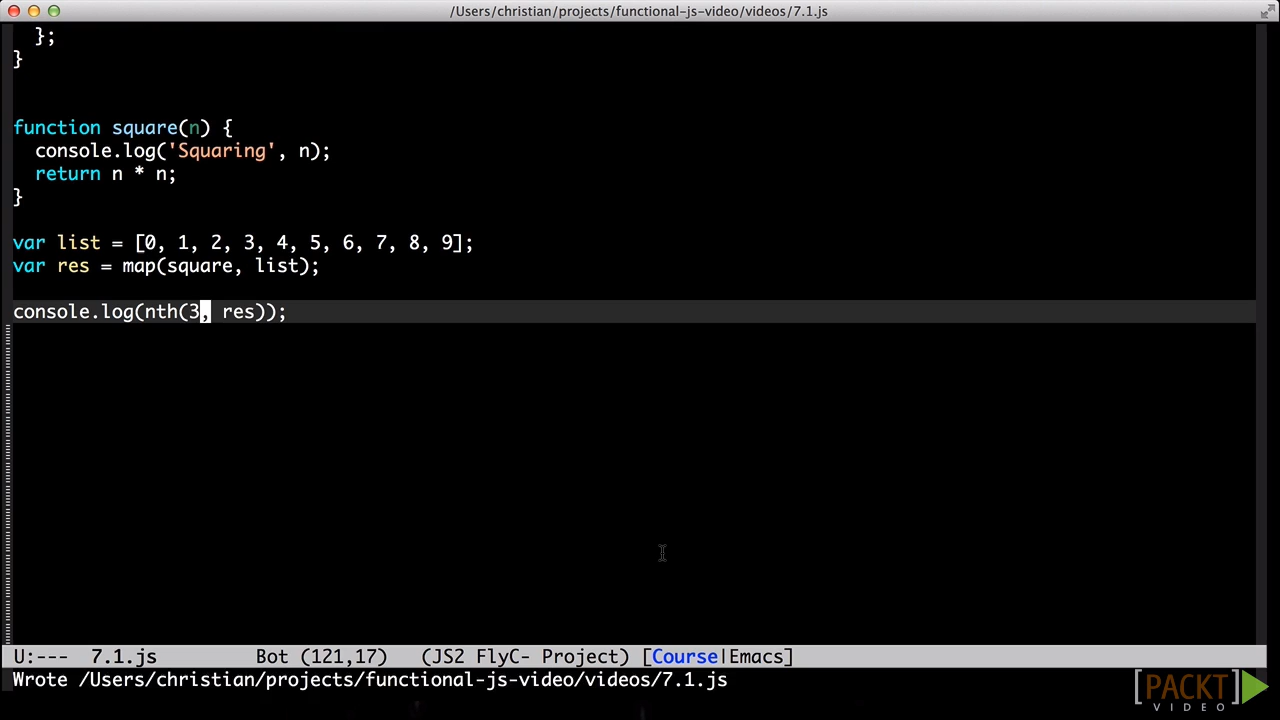 /Users/christian/projects/functional-js-video/videos/7.1.js
  };
}
function square(n) {
  console.log('Squaring', n);
  return n * n;
}
var list = [0, 1, 2, 3, 4, 5, 6, 7, 8, 9];
var res = map(square, list);
console.log(nth(3, res));
U:---  7.1.js         Bot (121,17)   (JS2 FlyC- Project) [Course|Emacs]
Wrote /Users/christian/projects/functional-js-video/videos/7.1.js
[PACKT]
VIDEO